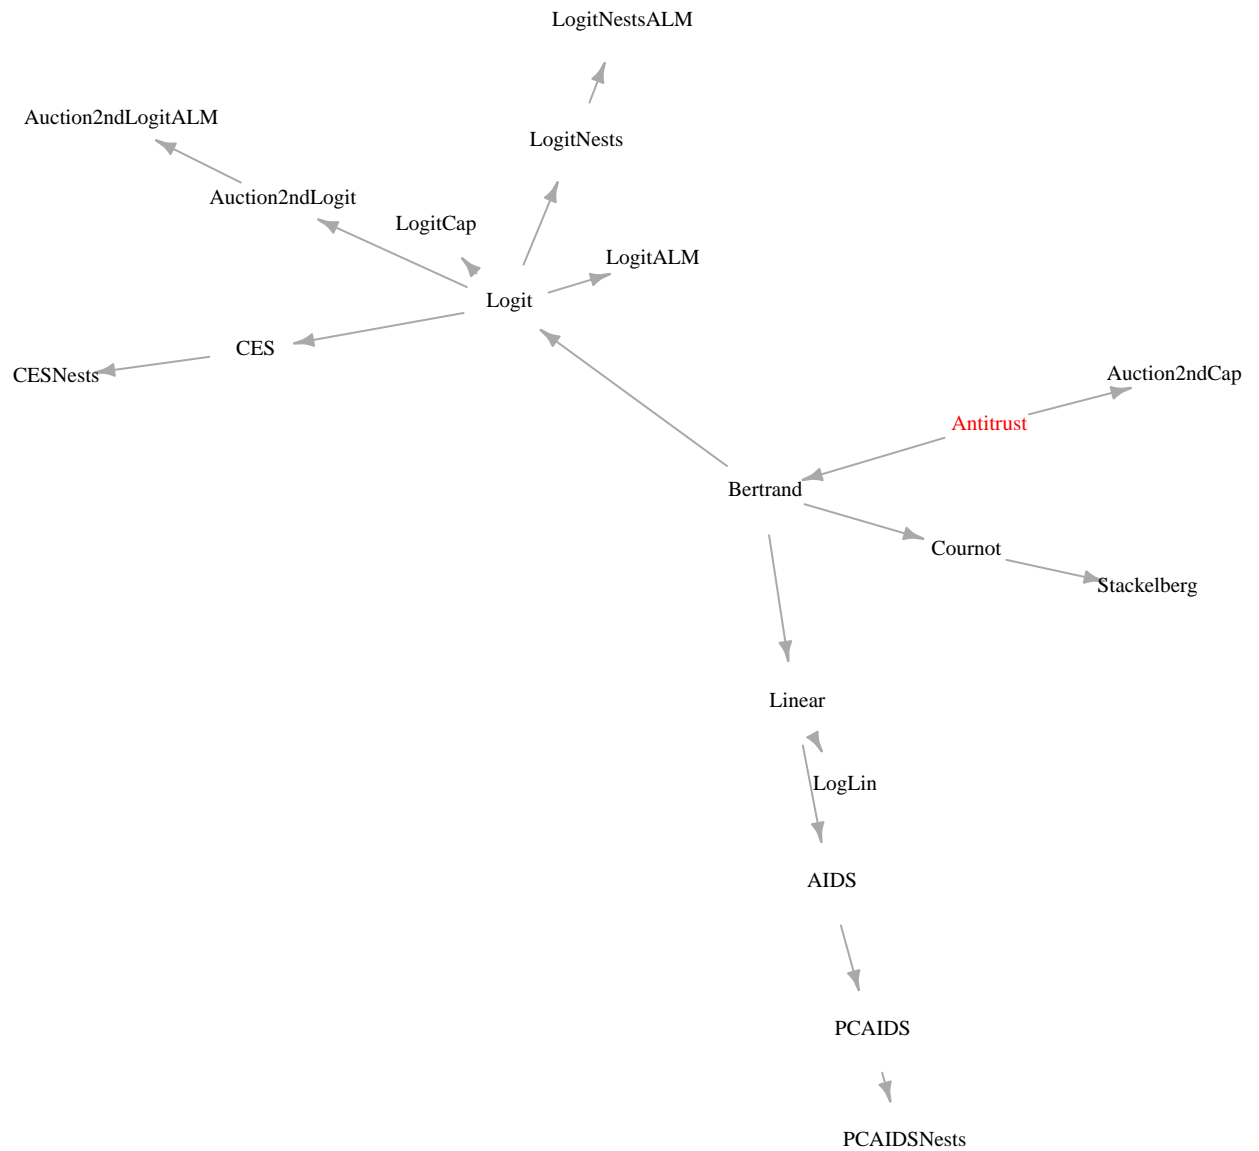 LogitNestsALM
Auction2ndLogitALM
LogitNests
Auction2ndLogit
LogitCap
LogitALM
Logit
CES
CESNests
Auction2ndCap
Antitrust
Bertrand
Cournot
Stackelberg
Linear
LogLin
AIDS
PCAIDS
PCAIDSNests